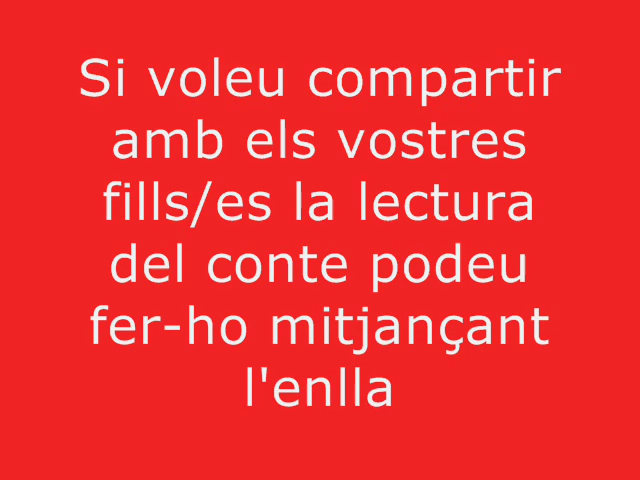 Si voleu compartir
amb els vostres
fills/es la lectura
del conte podeu
fer-ho mitjançant
l'enlla